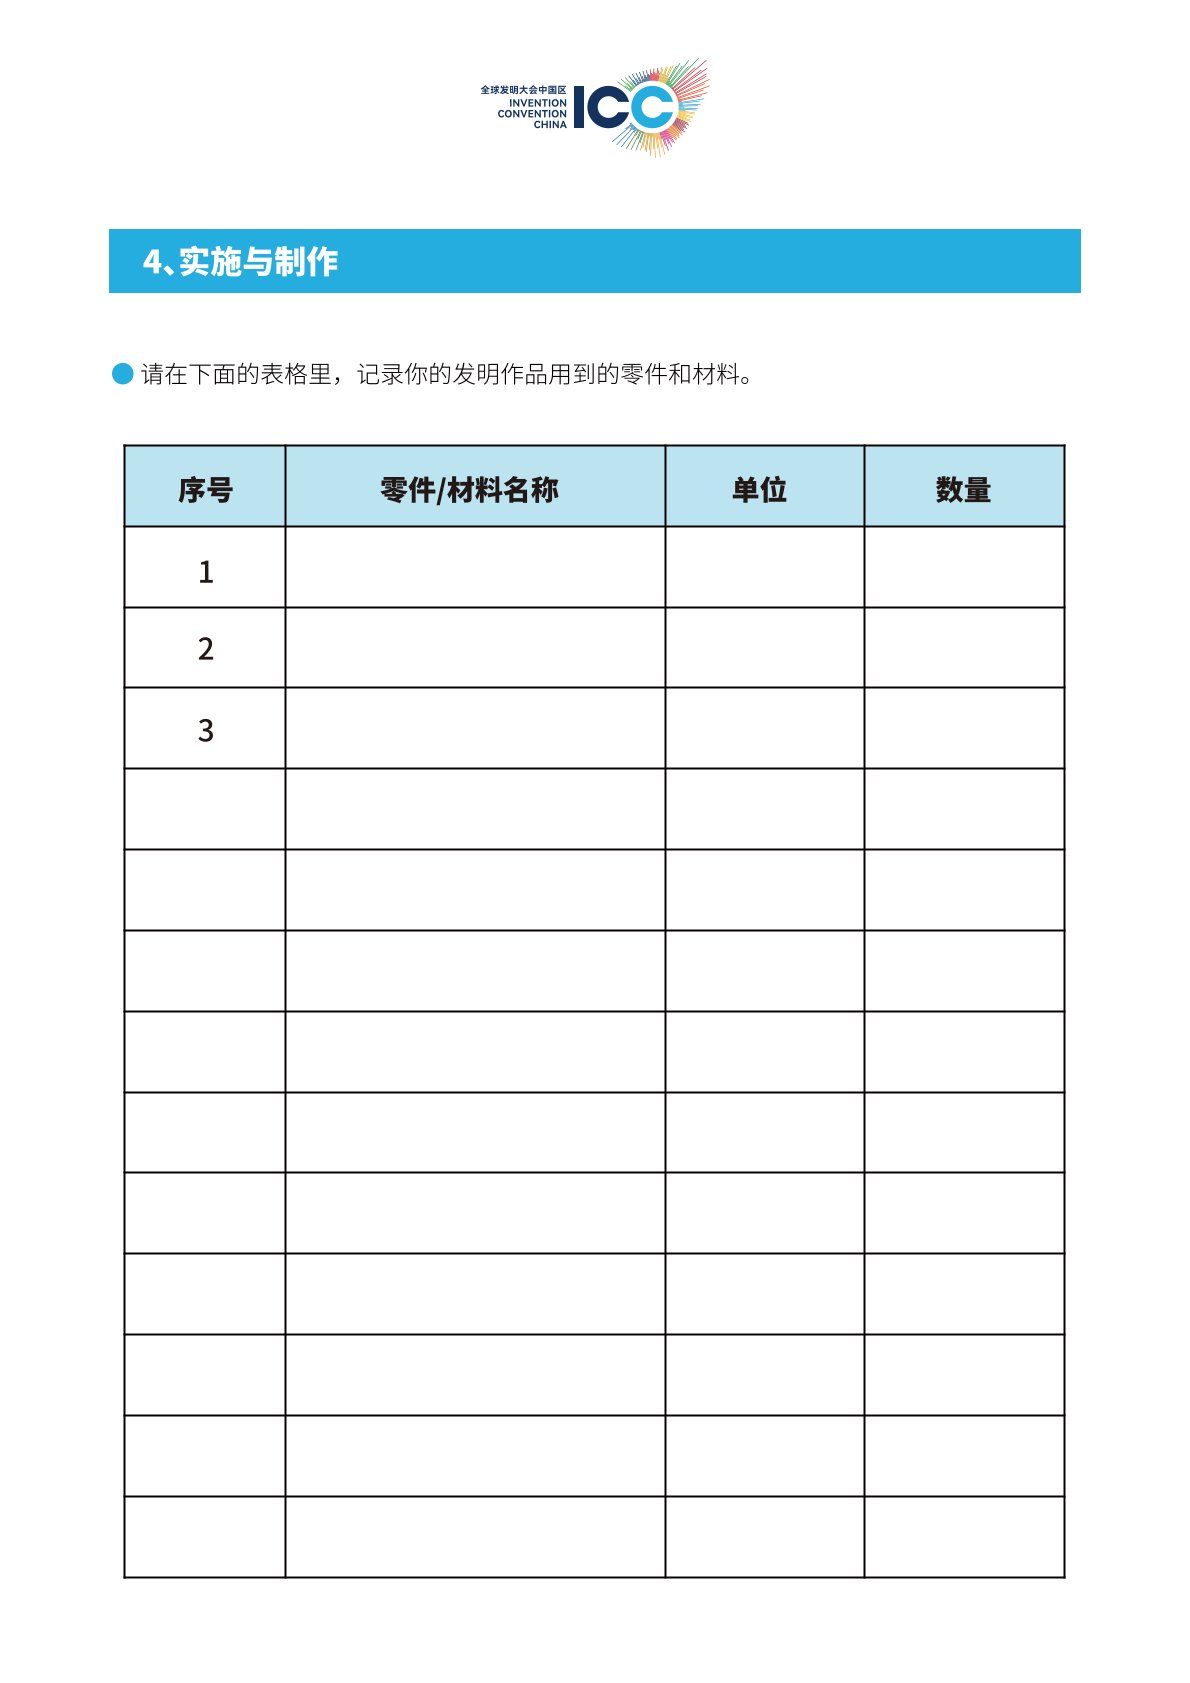 全球发明大会中国区
INVENTION
CONVENTION
CHINA
ICC
4、实施与制作
请在下面的表格里，记录你的发明作品用到的零件和材料。
序号 零件/材料名称 单位 数量
1
2
3